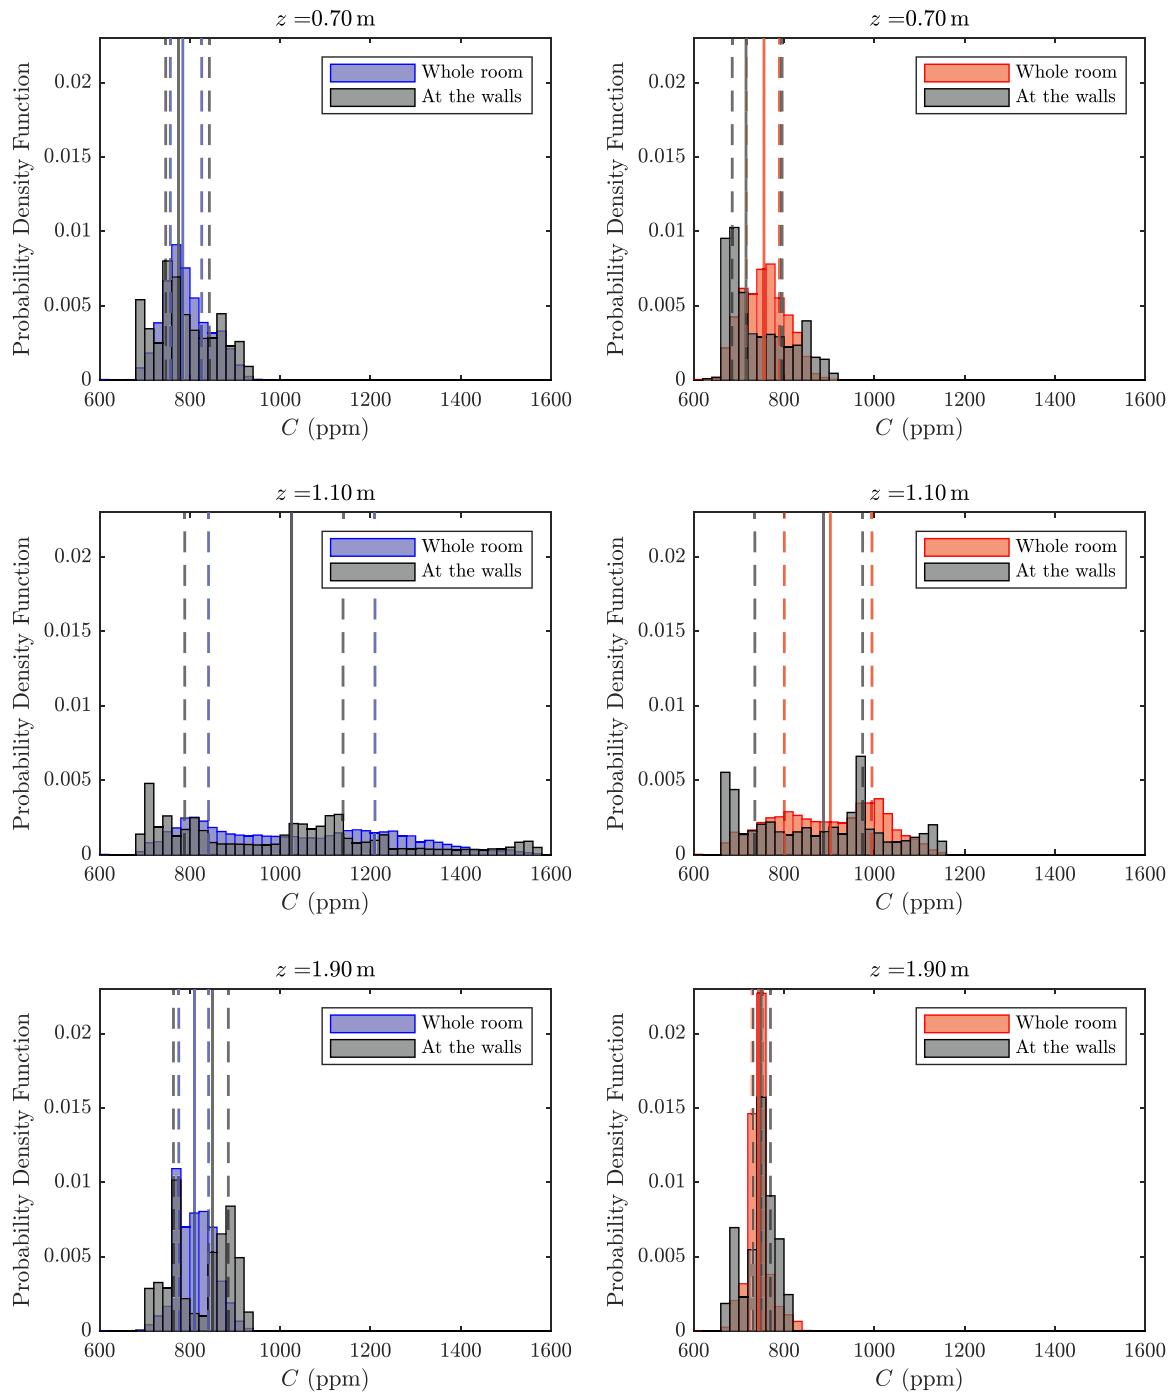 z =0.70 m
Probability Density Function
0.02
0.015
0.01
0.005
0
600 800 1000 1200 1400 1600
C (ppm)
Whole room
At the walls
z =0.70 m
Probability Density Function
0.02
0.015
0.01
0.005
0
600 800 1000 1200 1400 1600
C (ppm)
Whole room
At the walls
z =1.10 m
Probability Density Function
0.02
0.015
0.01
0.005
0
600 800 1000 1200 1400 1600
C (ppm)
Whole room
At the walls
z =1.10 m
Probability Density Function
0.02
0.015
0.01
0.005
0
600 800 1000 1200 1400 1600
C (ppm)
Whole room
At the walls
z =1.90 m
Probability Density Function
0.02
0.015
0.01
0.005
0
600 800 1000 1200 1400 1600
C (ppm)
Whole room
At the walls
z =1.90 m
Probability Density Function
0.02
0.015
0.01
0.005
0
600 800 1000 1200 1400 1600
C (ppm)
Whole room
At the walls